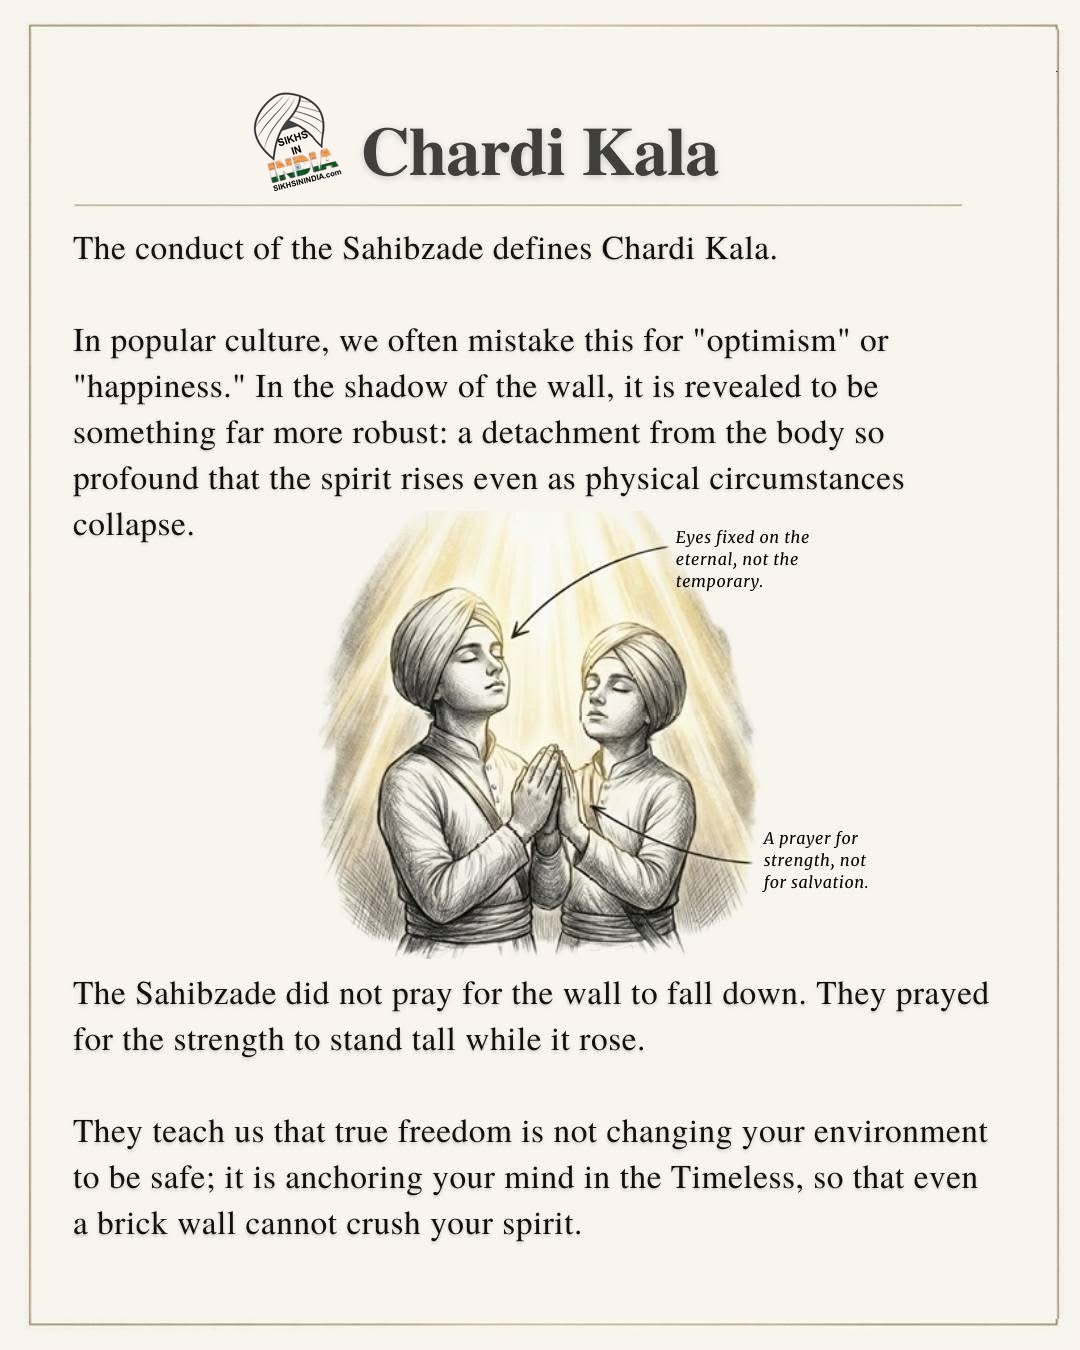 SIKHS
IN
INDIA
SIKHSININDIA.com
Chardi Kala
The conduct of the Sahibzade defines Chardi Kala.
In popular culture, we often mistake this for "optimism" or
"happiness." In the shadow of the wall, it is revealed to be
something far more robust: a detachment from the body so
profound that the spirit rises even as physical circumstances
collapse.
Eyes fixed on the
eternal, not the
temporary.
A prayer for
strength, not
for salvation.
The Sahibzade did not pray for the wall to fall down. They prayed
for the strength to stand tall while it rose.
They teach us that true freedom is not changing your environment
to be safe; it is anchoring your mind in the Timeless, so that even
a brick wall cannot crush your spirit.